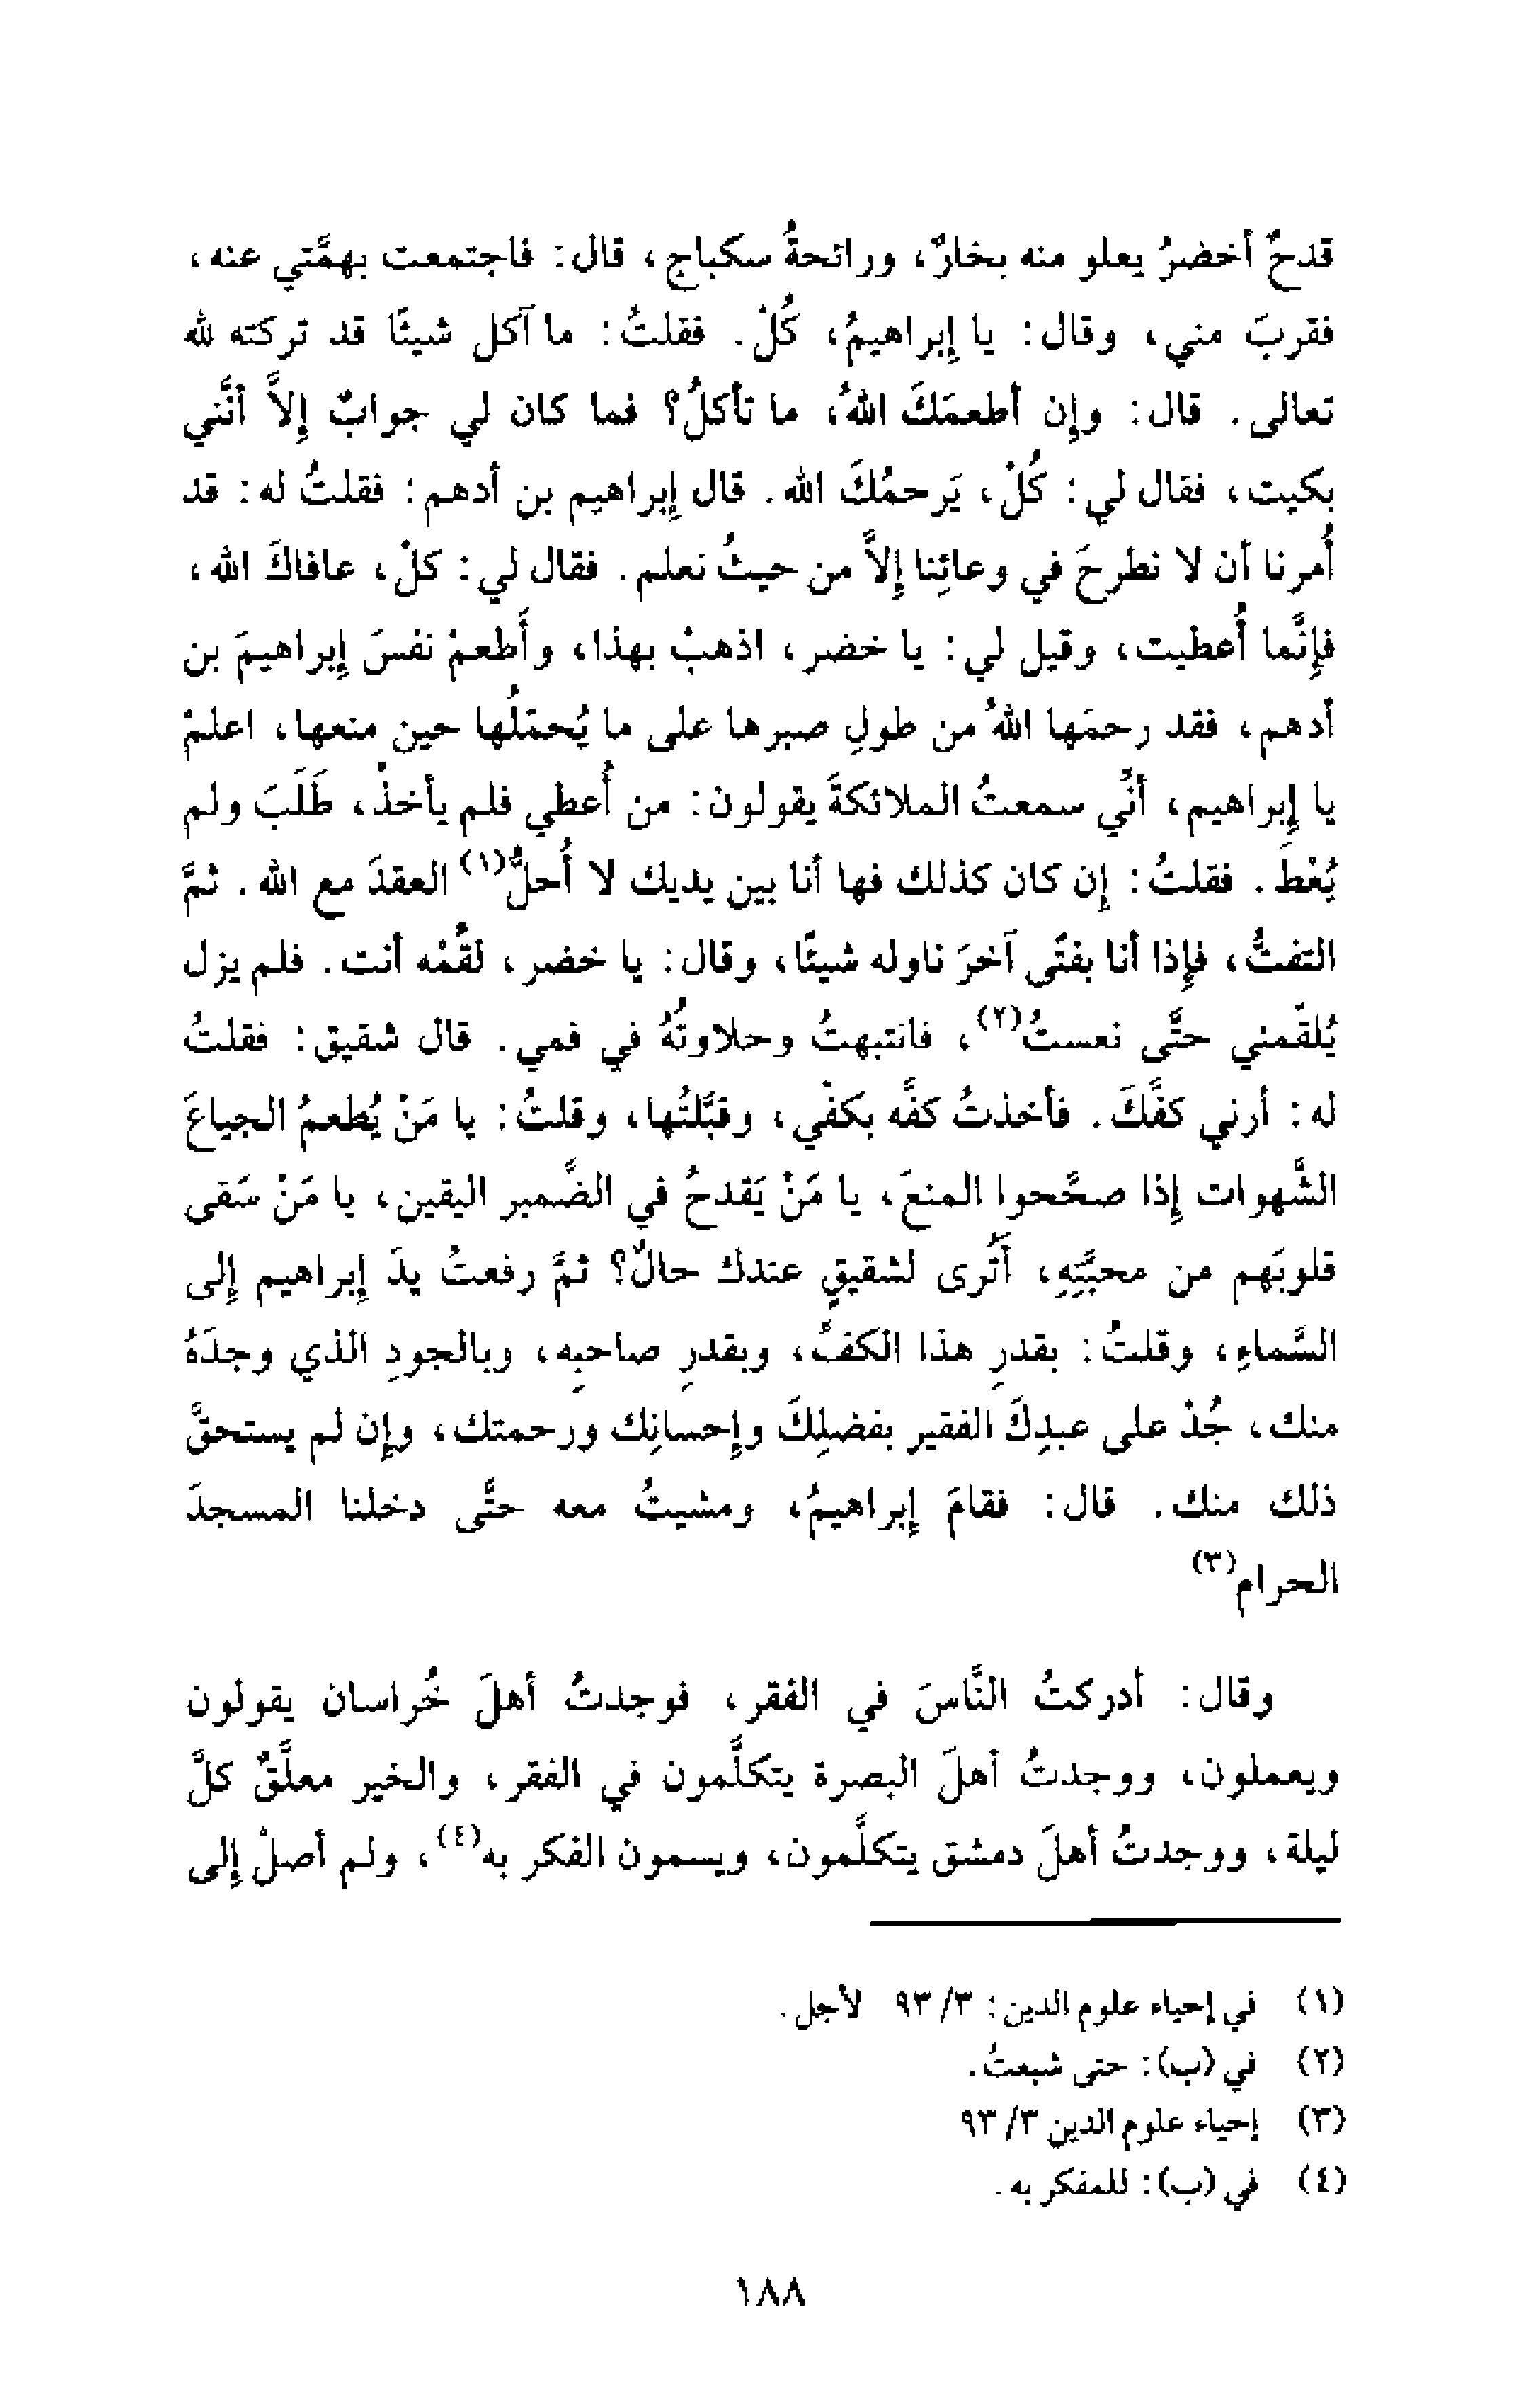 قدحٌ أخضرُ يعلو منه بخارٌ، ورائحةُ سكباج، قال: فاجتمعت بهمَّتي عنه،
فقربَ مني، وقال: يا إبراهيمُ، كُلْ. فقلتُ: ما آكل شيئًا قد تركته لله
تعالى. قال: وإن أطعمَكَ اللهُ، ما تأكلُ؟ فما كان لي جوابٌ إلاَّ أنَّني
بكيت، فقال لي: كُلْ، يَرحمُكَ الله. قال إبراهيم بن أدهم: فقلتُ له: قد
أُمرنا أن لا نطرحَ في وعائِنا إلاَّ من حيثُ نعلم. فقال لي: كلْ، عافاكَ الله،
فإنَّما أُعطيت، وقيل لي: يا خضر، اذهبْ بهذا، وأَطعمْ نفسَ إبراهيمَ بن
أدهم، فقد رحمَها اللهُ من طولِ صبرها على ما يُحمّلُها حين منعها، اعلمْ
يا إبراهيم، أنِّي سمعتُ الملائكةَ يقولون: من أُعطي فلم يأخذْ، طَلَبَ ولم
يُعْطَ. فقلتُ: إن كان كذلك فها أنا بين يديك لا أُحلُّ(١) العقدَ مع الله. ثمَّ
التفتُّ، فإذا أنا بفتًى آخرَ ناوله شيئًا، وقال: يا خضر، لقِّمْه أنت. فلم يزل
يُلقّمني حتَّى نعستُ(٢)، فانتبهتُ وحلاوتُهُ في فمي. قال شقيق: فقلتُ
له: أرني كفَّكَ. فأخذتُ كفَّه بكفِّي، وقبَّلتُها، وقلتُ: يا مَنْ يُطعمُ الجياعَ
الشَّهوات إذا صحَّحوا المنعَ، يا مَنْ يَقدحُ في الضَّمير اليقين، يا مَنْ سَقى
قلوبَهم من محبَّتِهِ، أَتُرى لشقيقٍ عندك حالٌ؟ ثمَّ رفعتُ يدَ إبراهيم إلى
السَّماءِ، وقلتُ: بقدرِ هذا الكفِّ، وبقدرِ صاحبِه، وبالجودِ الذي وجدَهُ
منك، جُدْ على عبدِكَ الفقير بفضلِكَ وإحسانِك ورحمتك، وإن لم يستحقَّ
ذلك منك. قال: فقامَ إبراهيمُ، ومشيتُ معه حتَّى دخلنا المسجدَ
الحرام(٣)
وقال: أدركتُ النَّاسَ في الفقر، فوجدتُ أهلَ خُراسان يقولون
ويعملون، ووجدتُ أهلَ البصرة يتكلَّمون في الفقر، والخير معلَّقٌ كلَّ
ليلة، ووجدتُ أهلَ دمشق يتكلَّمون، ويسمون الفكر به(٤)، ولم أصلْ إلى
(١) في إحياء علوم الدين: ٣/ ٩٣ لأجل.
(٢) في (ب): حتى شبعتُ.
(٣) إحياء علوم الدين ٣/ ٩٣
(٤) في (ب): للمفكر به.
١٨٨